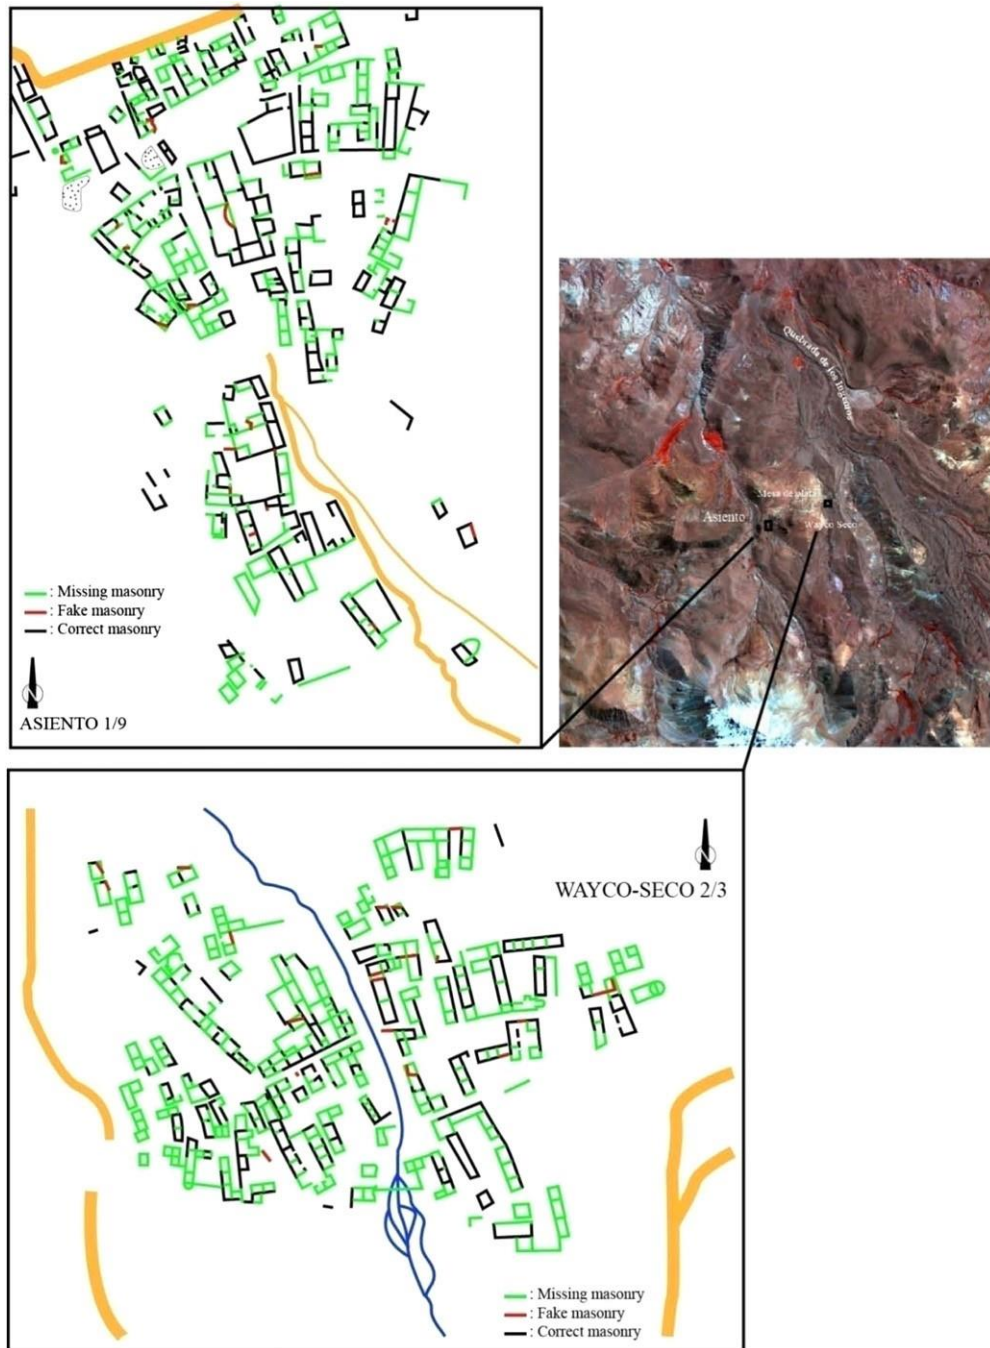 : Missing masonry
: Fake masonry
: Correct masonry
N
ASIENTO 1/9
Quebrada de los
Mesa de plata
Asiento
Wayco Seco
N
WAYCO-SECO 2/3
: Missing masonry
: Fake masonry
: Correct masonry